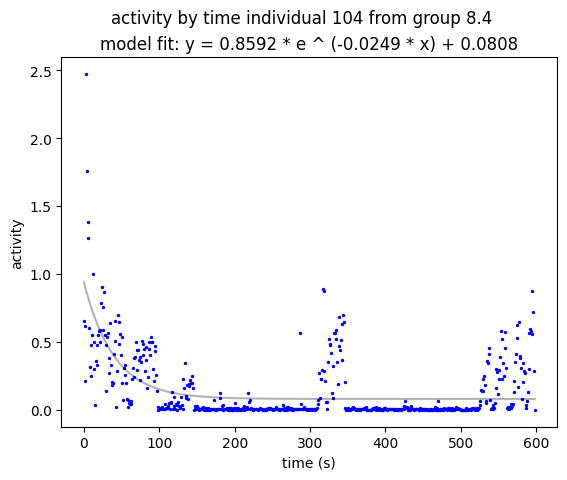 activity by time individual 104 from group 8.4
model fit: y = 0.8592 * e ^ (-0.0249 * x) + 0.0808
2.5
2.0
1.5
1.0
0.5
0.0
activity
0 100 200 300 400 500 600
time (s)